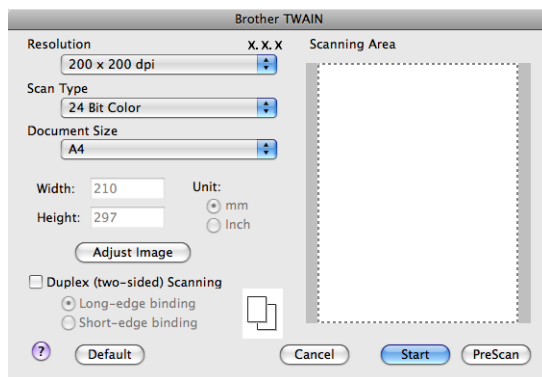 Brother TWAIN
Resolution
X. X. X
Scanning Area
200 x 200 dpi
Scan Type
24 Bit Color
Document Size
A4
Width: 210
Unit:
mm
Height: 297
Inch
Adjust Image
Duplex (two-sided) Scanning
Long-edge binding
Short-edge binding
? Default Cancel Start PreScan